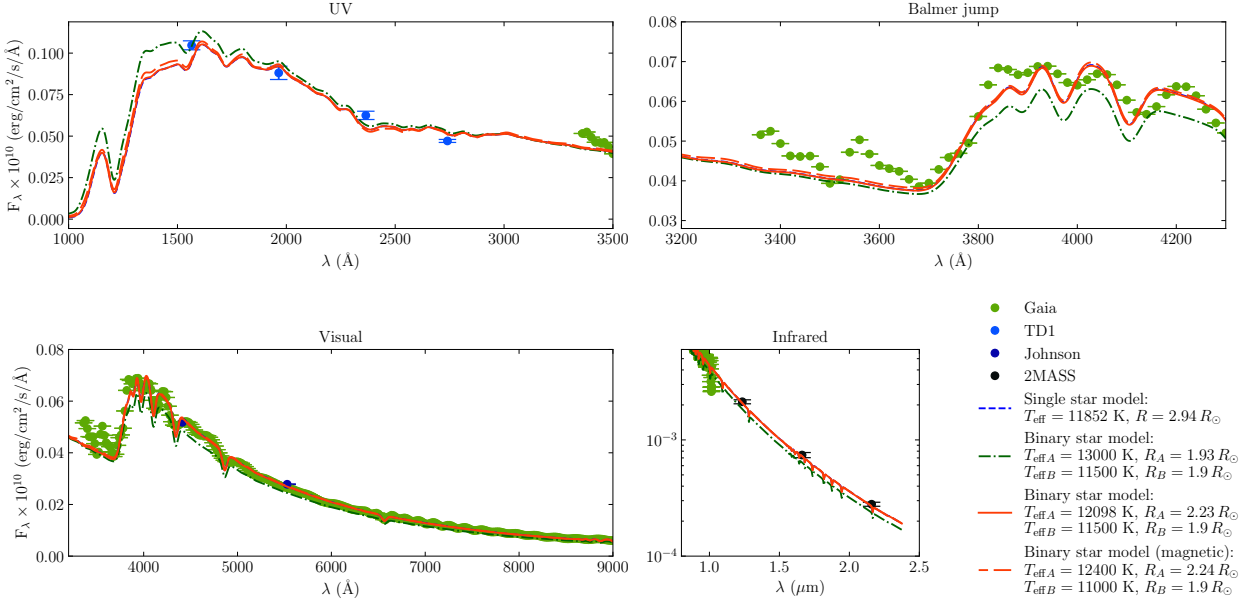 UV
Balmer jump
F_λ × 10^10 (erg/cm^2/s/Å)
0.100
0.075
0.050
0.025
0.000
1000 1500 2000 2500 3000 3500
λ (Å)
0.08
0.07
0.06
0.05
0.04
0.03
3200 3400 3600 3800 4000 4200
λ (Å)
Visual
Infrared
F_λ × 10^10 (erg/cm^2/s/Å)
0.08
0.06
0.04
0.02
0.00
4000 5000 6000 7000 8000 9000
λ (Å)
10^−3
10^−4
1.0 1.5 2.0 2.5
λ (μm)
Gaia
TD1
Johnson
2MASS
Single star model:
T_eff = 11852 K, R = 2.94 R_⊙
Binary star model:
T_effA = 13000 K, R_A = 1.93 R_⊙
T_effB = 11500 K, R_B = 1.9 R_⊙
Binary star model:
T_effA = 12098 K, R_A = 2.23 R_⊙
T_effB = 11500 K, R_B = 1.9 R_⊙
Binary star model (magnetic):
T_effA = 12400 K, R_A = 2.24 R_⊙
T_effB = 11000 K, R_B = 1.9 R_⊙